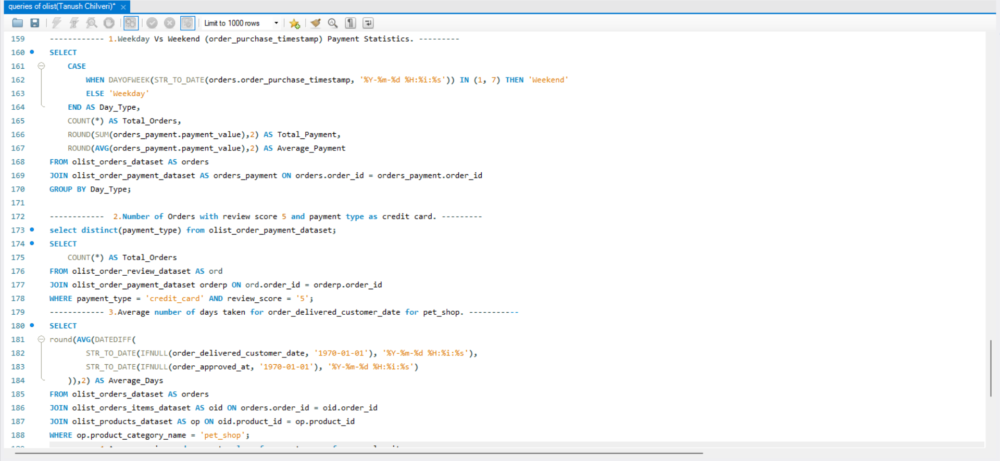 queries of olist(Tanush Chilveri)* ×
Limit to 1000 rows
159 ------------ 1.Weekday Vs Weekend (order_purchase_timestamp) Payment Statistics. ---------
160 SELECT
161     CASE
162         WHEN DAYOFWEEK(STR_TO_DATE(orders.order_purchase_timestamp, '%Y-%m-%d %H:%i:%s')) IN (1, 7) THEN 'Weekend'
163         ELSE 'Weekday'
164     END AS Day_Type,
165     COUNT(*) AS Total_Orders,
166     ROUND(SUM(orders_payment.payment_value),2) AS Total_Payment,
167     ROUND(AVG(orders_payment.payment_value),2) AS Average_Payment
168 FROM olist_orders_dataset AS orders
169 JOIN olist_order_payment_dataset AS orders_payment ON orders.order_id = orders_payment.order_id
170 GROUP BY Day_Type;
171
172 ------------  2.Number of Orders with review score 5 and payment type as credit card. ---------
173 select distinct(payment_type) from olist_order_payment_dataset;
174 SELECT
175     COUNT(*) AS Total_Orders
176 FROM olist_order_review_dataset AS ord
177 JOIN olist_order_payment_dataset orderp ON ord.order_id = orderp.order_id
178 WHERE payment_type = 'credit_card' AND review_score = '5';
179 ------------ 3.Average number of days taken for order_delivered_customer_date for pet_shop. -----------
180 SELECT
181 round(AVG(DATEDIFF(
182         STR_TO_DATE(IFNULL(order_delivered_customer_date, '1970-01-01'), '%Y-%m-%d %H:%i:%s'),
183         STR_TO_DATE(IFNULL(order_approved_at, '1970-01-01'), '%Y-%m-%d %H:%i:%s')
184     )),2) AS Average_Days
185 FROM olist_orders_dataset AS orders
186 JOIN olist_orders_items_dataset AS oid ON orders.order_id = oid.order_id
187 JOIN olist_products_dataset AS op ON oid.product_id = op.product_id
188 WHERE op.product_category_name = 'pet_shop';